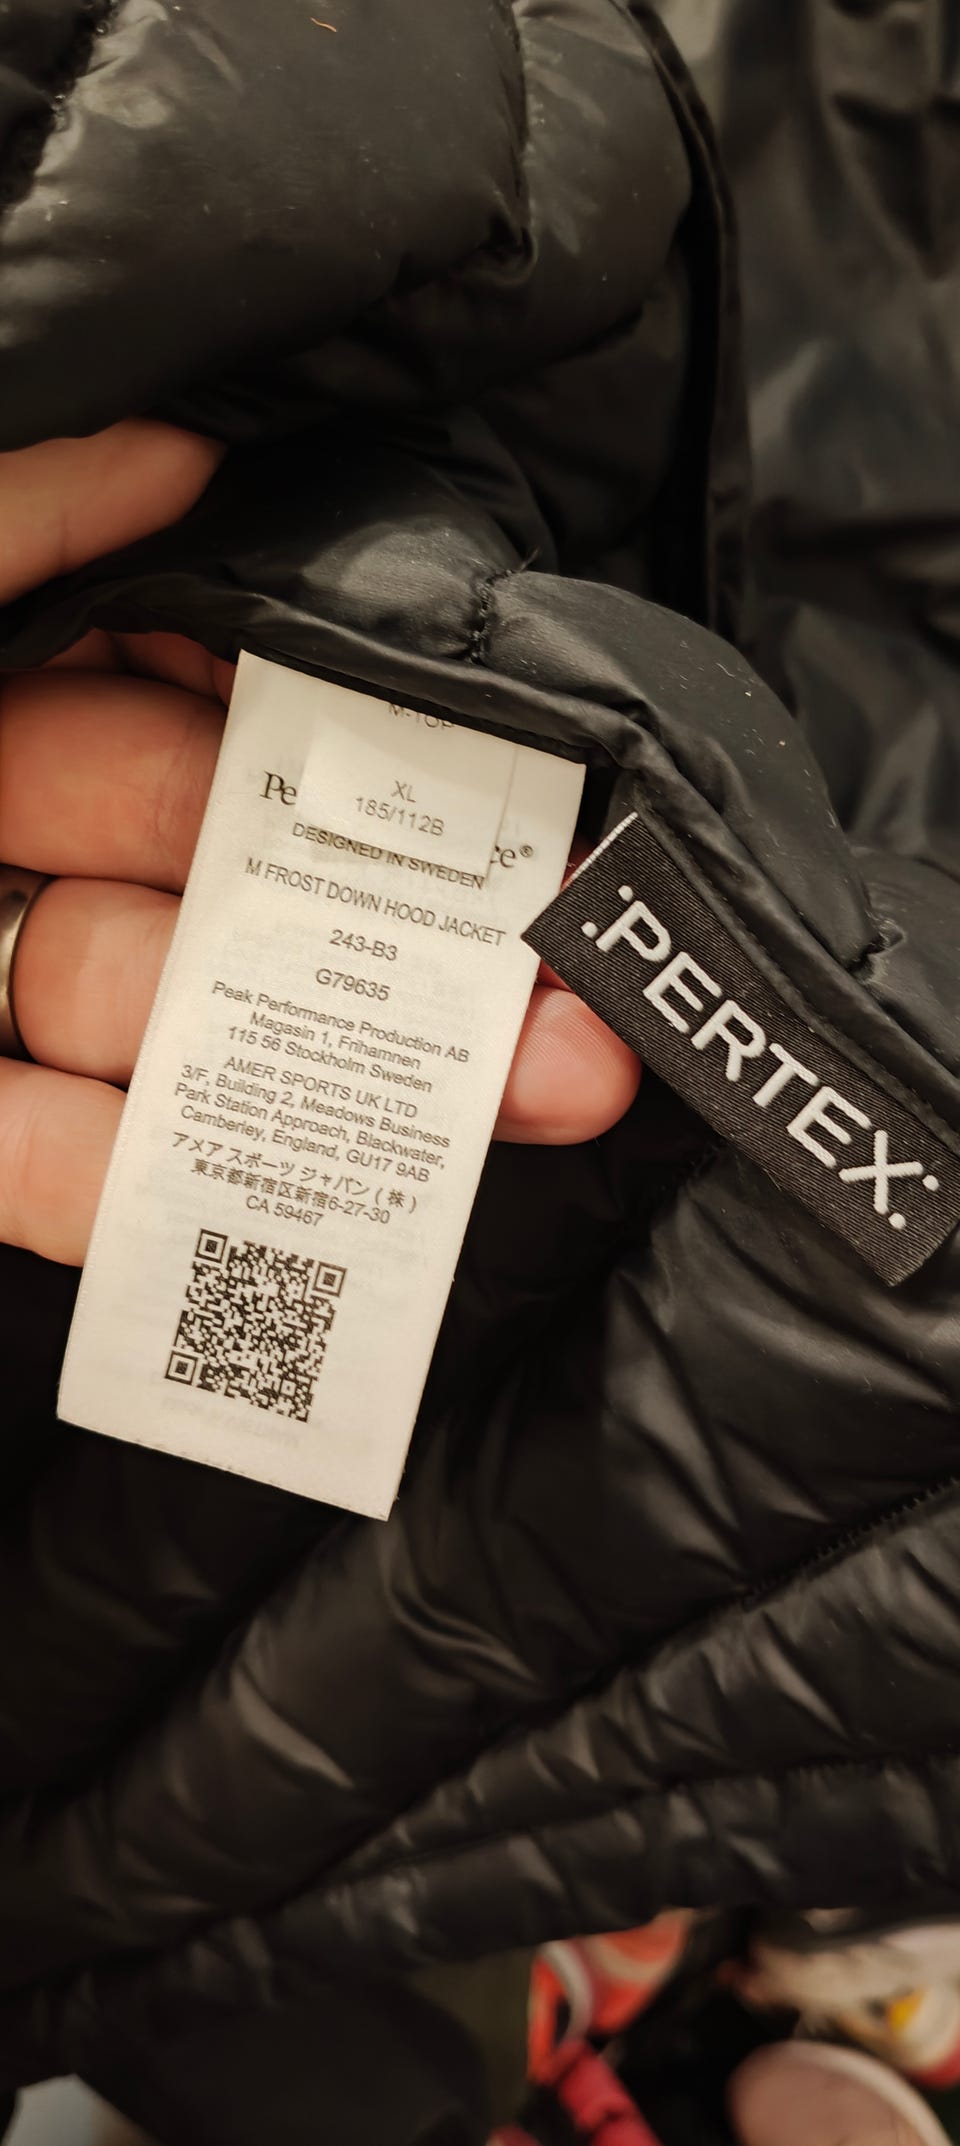 M-TOP
XL
185/112B
Pe ce®
DESIGNED IN SWEDEN
M FROST DOWN HOOD JACKET
243-B3
G79635
Peak Performance Production AB
Magasin 1, Frihamnen
115 56 Stockholm Sweden
AMER SPORTS UK LTD
3/F, Building 2, Meadows Business
Park Station Approach, Blackwater,
Camberley, England, GU17 9AB
アメア スポーツ ジャパン ( 株 )
東京都新宿区新宿6-27-30
CA 59467
PERTEX